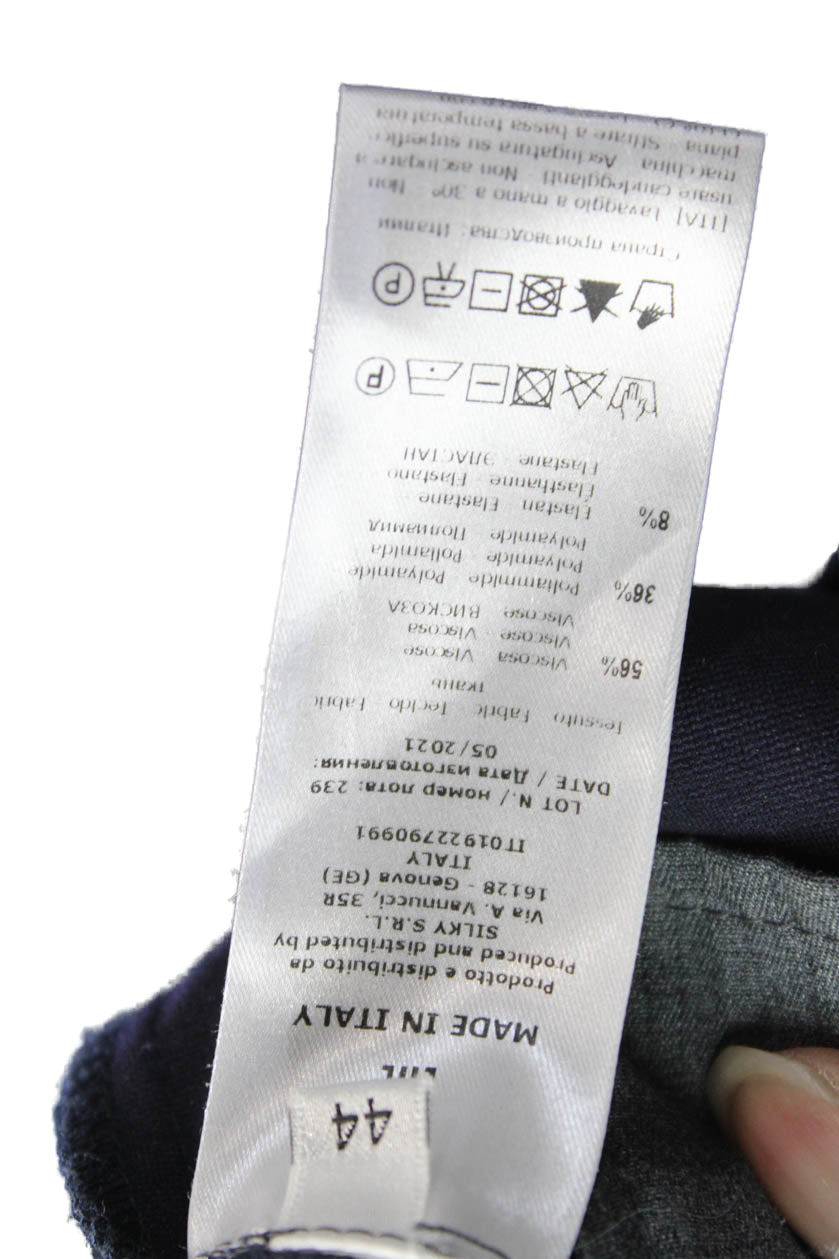 44
MADE IN ITALY
Prodotto e distribuito da
Produced and distributed by
SILKY S.R.L.
Via A. Vannucci, 35R
16128 - Genova (GE)
ITALY
IT01922790991
LOT N./ номер лота: 239
DATE / Дата изготовления:
05/2021
Tessuto Fabric Tecido Fabric
ткань
56% Viscosa Viscose
Viscose Viscosa
Viscose ВИСКОЗА
36% Poliammide Polyamide
Polyamide Poliamida
Polyamide Полиамид
8% Elastan Elastane
Elasthanne Elastano
Elastane ЭЛАСТАН
P
P
Страна производства: Италии
[ITA] Lavaggio a mano a 30° Non
usare candeggianti Non asciugare a
macchina Asciugatura su superfici
piana Stirare a bassa temperatura